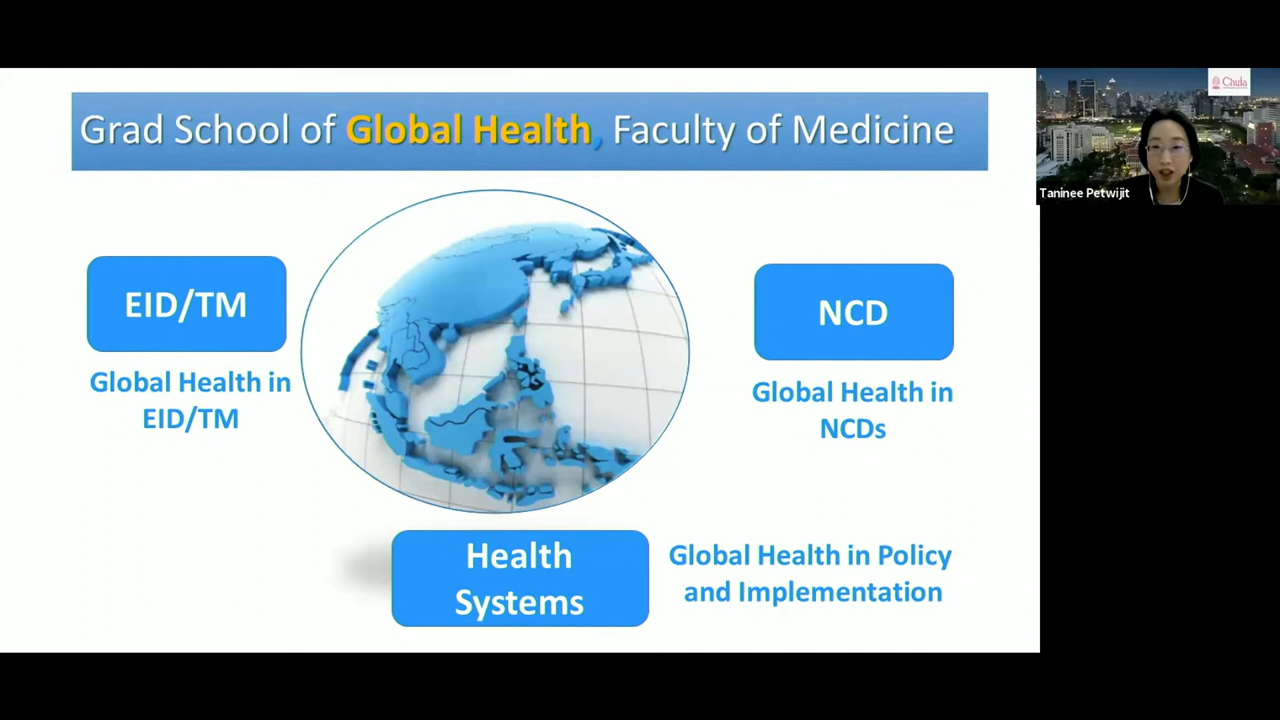 Grad School of Global Health, Faculty of Medicine
EID/TM
Global Health in
EID/TM
NCD
Global Health in
NCDs
Health
Systems
Global Health in Policy
and Implementation
Chula
Taninee Petwijit